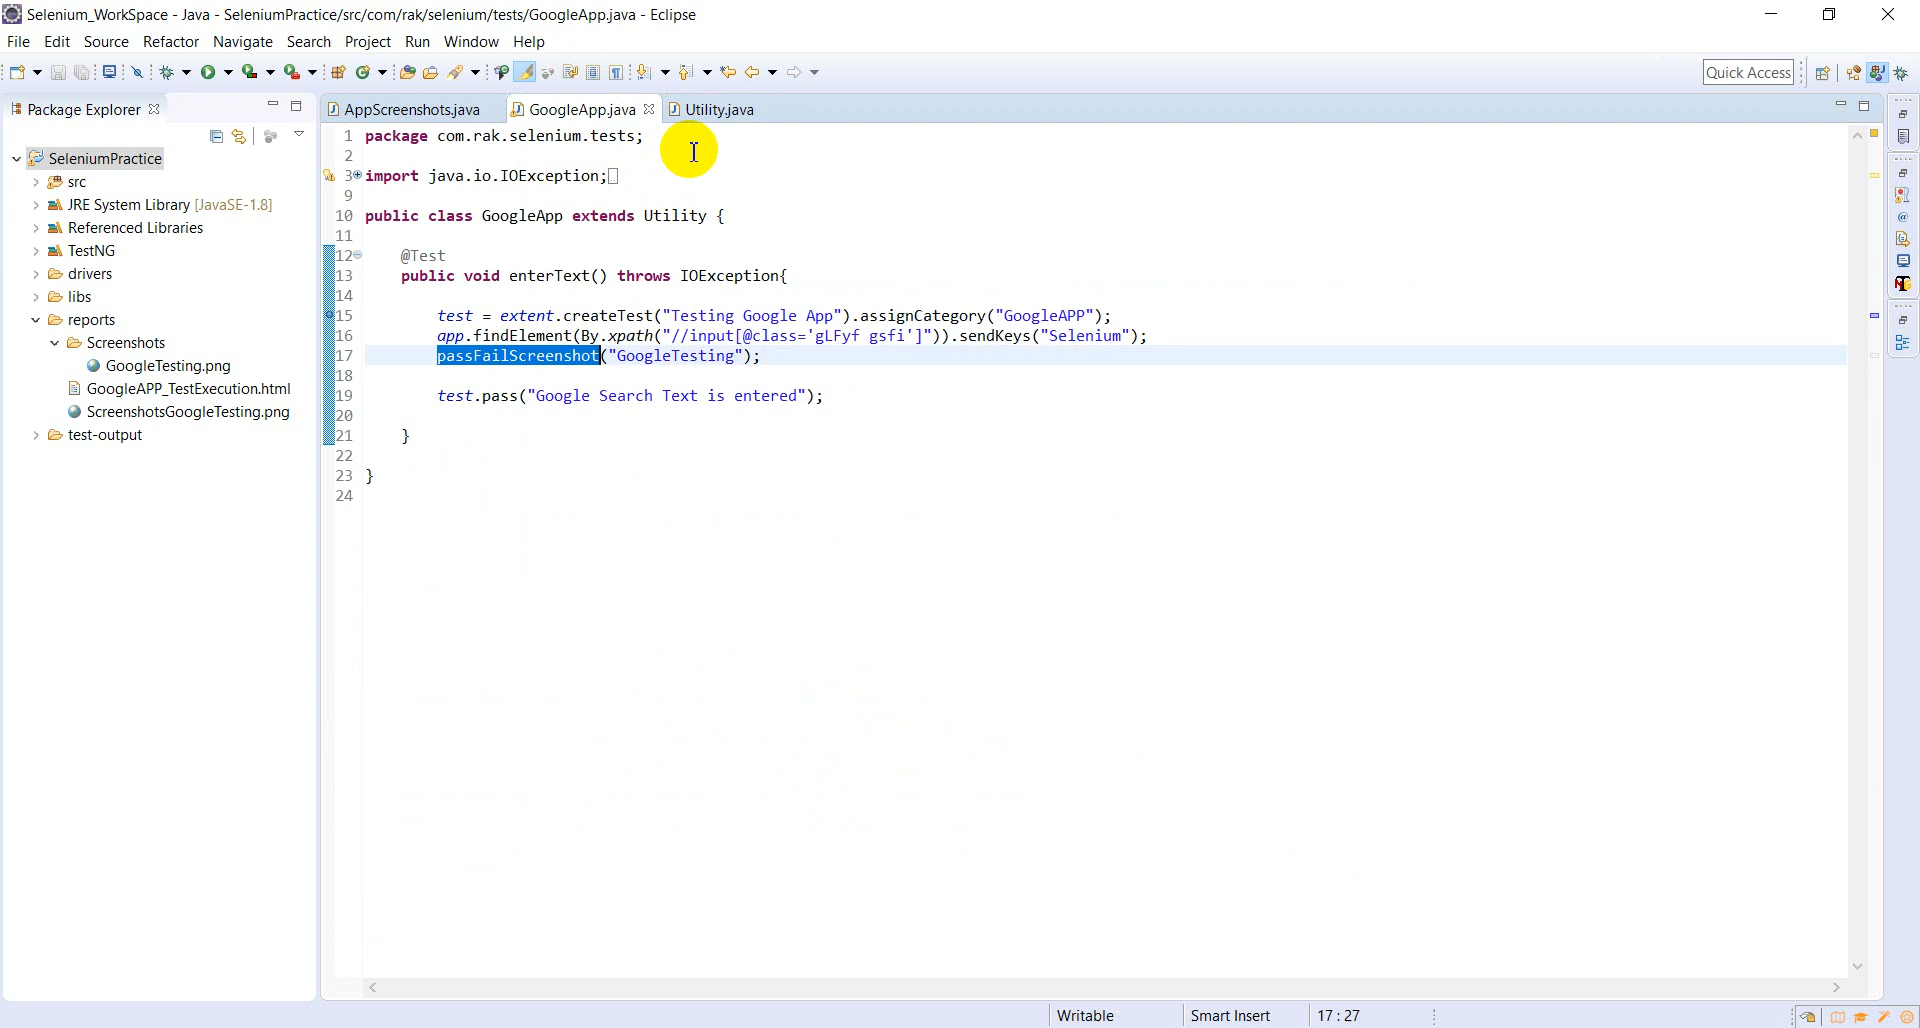 Selenium_WorkSpace - Java - SeleniumPractice/src/com/rak/selenium/tests/GoogleApp.java - Eclipse
File Edit Source Refactor Navigate Search Project Run Window Help
Quick Access
Package Explorer
AppScreenshots.java
GoogleApp.java
Utility.java
SeleniumPractice
src
JRE System Library [JavaSE-1.8]
Referenced Libraries
TestNG
drivers
libs
reports
Screenshots
GoogleTesting.png
GoogleAPP_TestExecution.html
ScreenshotsGoogleTesting.png
test-output
1 package com.rak.selenium.tests;
2
3 import java.io.IOException;
9
10 public class GoogleApp extends Utility {
11
12 @Test
13 public void enterText() throws IOException{
14
15 test = extent.createTest("Testing Google App").assignCategory("GoogleAPP");
16 app.findElement(By.xpath("//input[@class='gLFyf gsfi']")).sendKeys("Selenium");
17 passFailScreenshot("GoogleTesting");
18
19 test.pass("Google Search Text is entered");
20
21 }
22
23 }
24
Writable Smart Insert 17 : 27